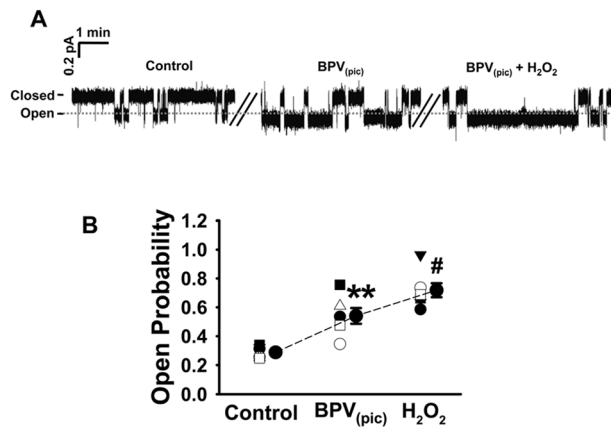 A
1 min
0.2 pA
Control
BPV(pic)
BPV(pic) + H2O2
Closed
Open
B
Open Probability
1.2
1.0
0.8
0.6
0.4
0.2
0.0
**
#
Control
BPV(pic)
H2O2